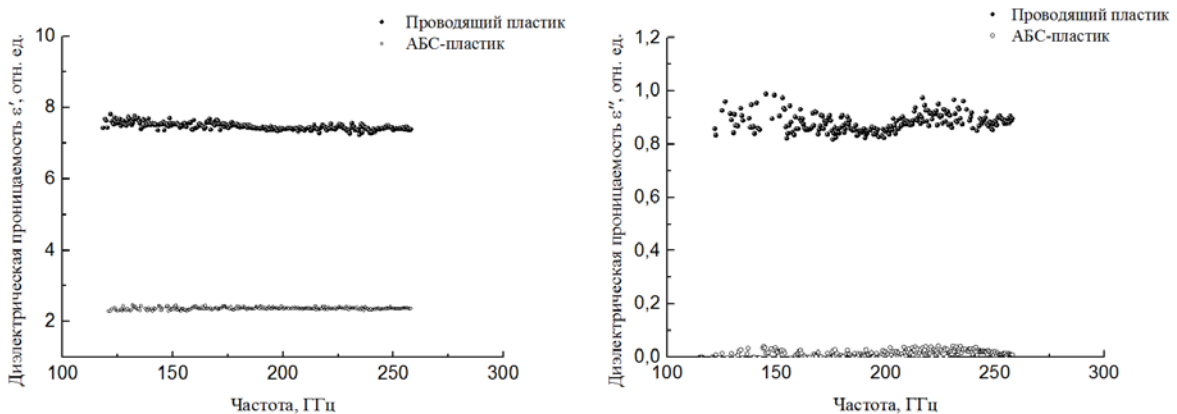 Проводящий пластик
АБС-пластик
Диэлектрическая проницаемость ε′, отн. ед.
10
8
6
4
2
100 150 200 250 300
Частота, ГГц
Проводящий пластик
АБС-пластик
Диэлектрическая проницаемость ε″, отн. ед.
1,2
1,0
0,8
0,6
0,4
0,2
0,0
100 150 200 250 300
Частота, ГГц